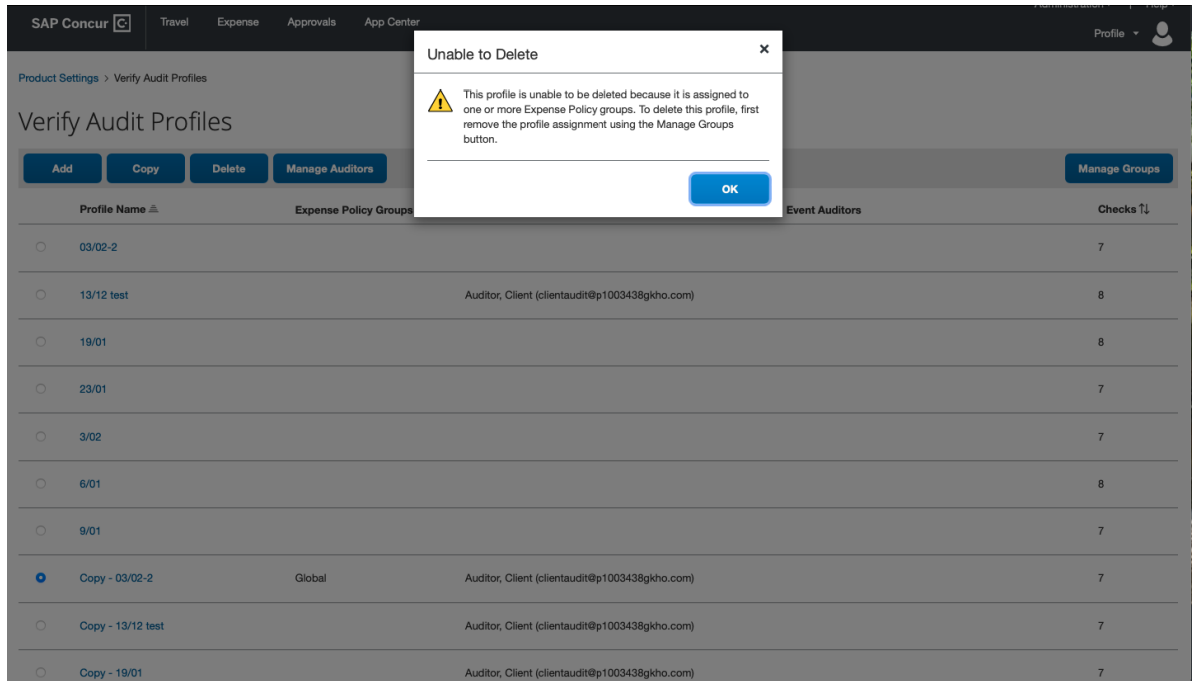 Administration | Help
SAP Concur C Travel Expense Approvals App Center
Profile
Unable to Delete
This profile is unable to be deleted because it is assigned to
one or more Expense Policy groups. To delete this profile, first
remove the profile assignment using the Manage Groups
button.
OK
Product Settings > Verify Audit Profiles
Verify Audit Profiles
Add Copy Delete Manage Auditors Manage Groups
Profile Name Expense Policy Groups Event Auditors Checks
03/02-2 7
13/12 test Auditor, Client (clientaudit@p1003438gkho.com) 8
19/01 8
23/01 7
3/02 7
6/01 8
9/01 7
Copy - 03/02-2 Global Auditor, Client (clientaudit@p1003438gkho.com) 7
Copy - 13/12 test Auditor, Client (clientaudit@p1003438gkho.com) 7
Copy - 19/01 Auditor, Client (clientaudit@p1003438gkho.com) 7